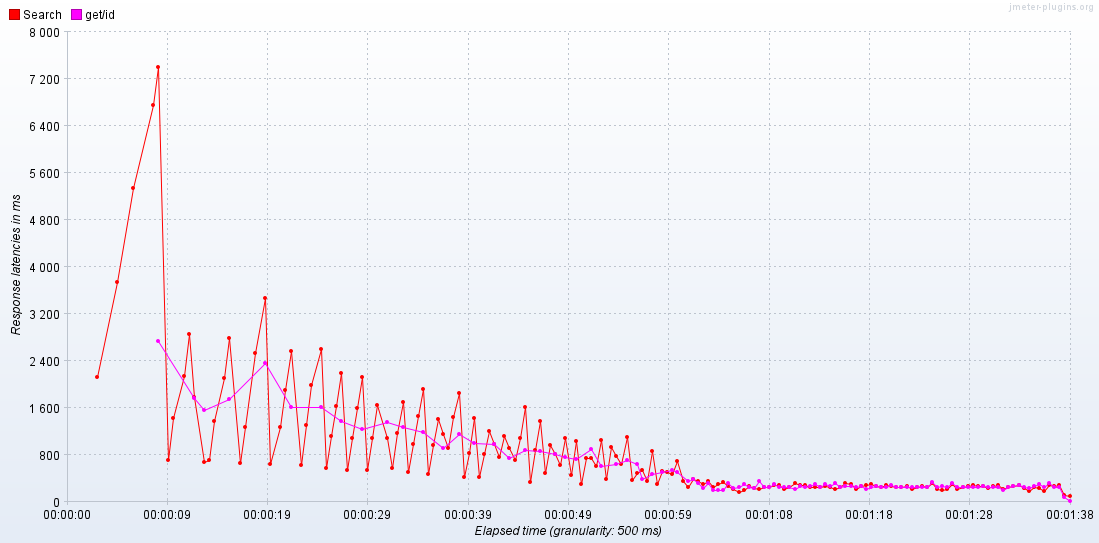 jmeter-plugins.org
Search get/id
8 000
7 200
6 400
5 600
4 800
4 000
3 200
2 400
1 600
800
0
Response latencies in ms
00:00:00 00:00:09 00:00:19 00:00:29 00:00:39 00:00:49 00:00:59 00:01:08 00:01:18 00:01:28 00:01:38
Elapsed time (granularity: 500 ms)